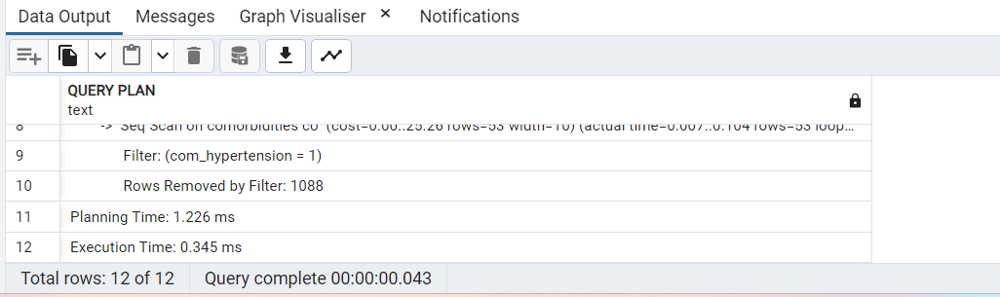 Data Output Messages Graph Visualiser × Notifications
QUERY PLAN
text
8 -> Seq Scan on comorbidities co (cost=0.00..25.26 rows=53 width=10) (actual time=0.007..0.104 rows=53 loop...
9 Filter: (com_hypertension = 1)
10 Rows Removed by Filter: 1088
11 Planning Time: 1.226 ms
12 Execution Time: 0.345 ms
Total rows: 12 of 12 Query complete 00:00:00.043